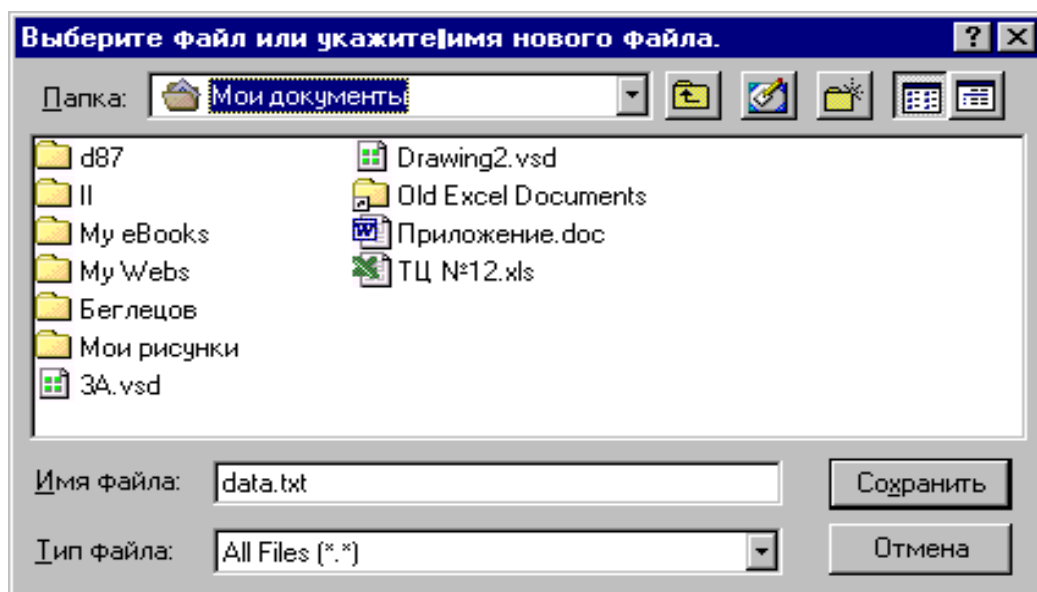 Выберите файл или укажите|имя нового файла.
Папка: Мои документы
d87
II
My eBooks
My Webs
Беглецов
Мои рисунки
3A.vsd
Drawing2.vsd
Old Excel Documents
Приложение.doc
ТЦ №12.xls
Имя файла: data.txt
Сохранить
Тип файла: All Files (*.*)
Отмена